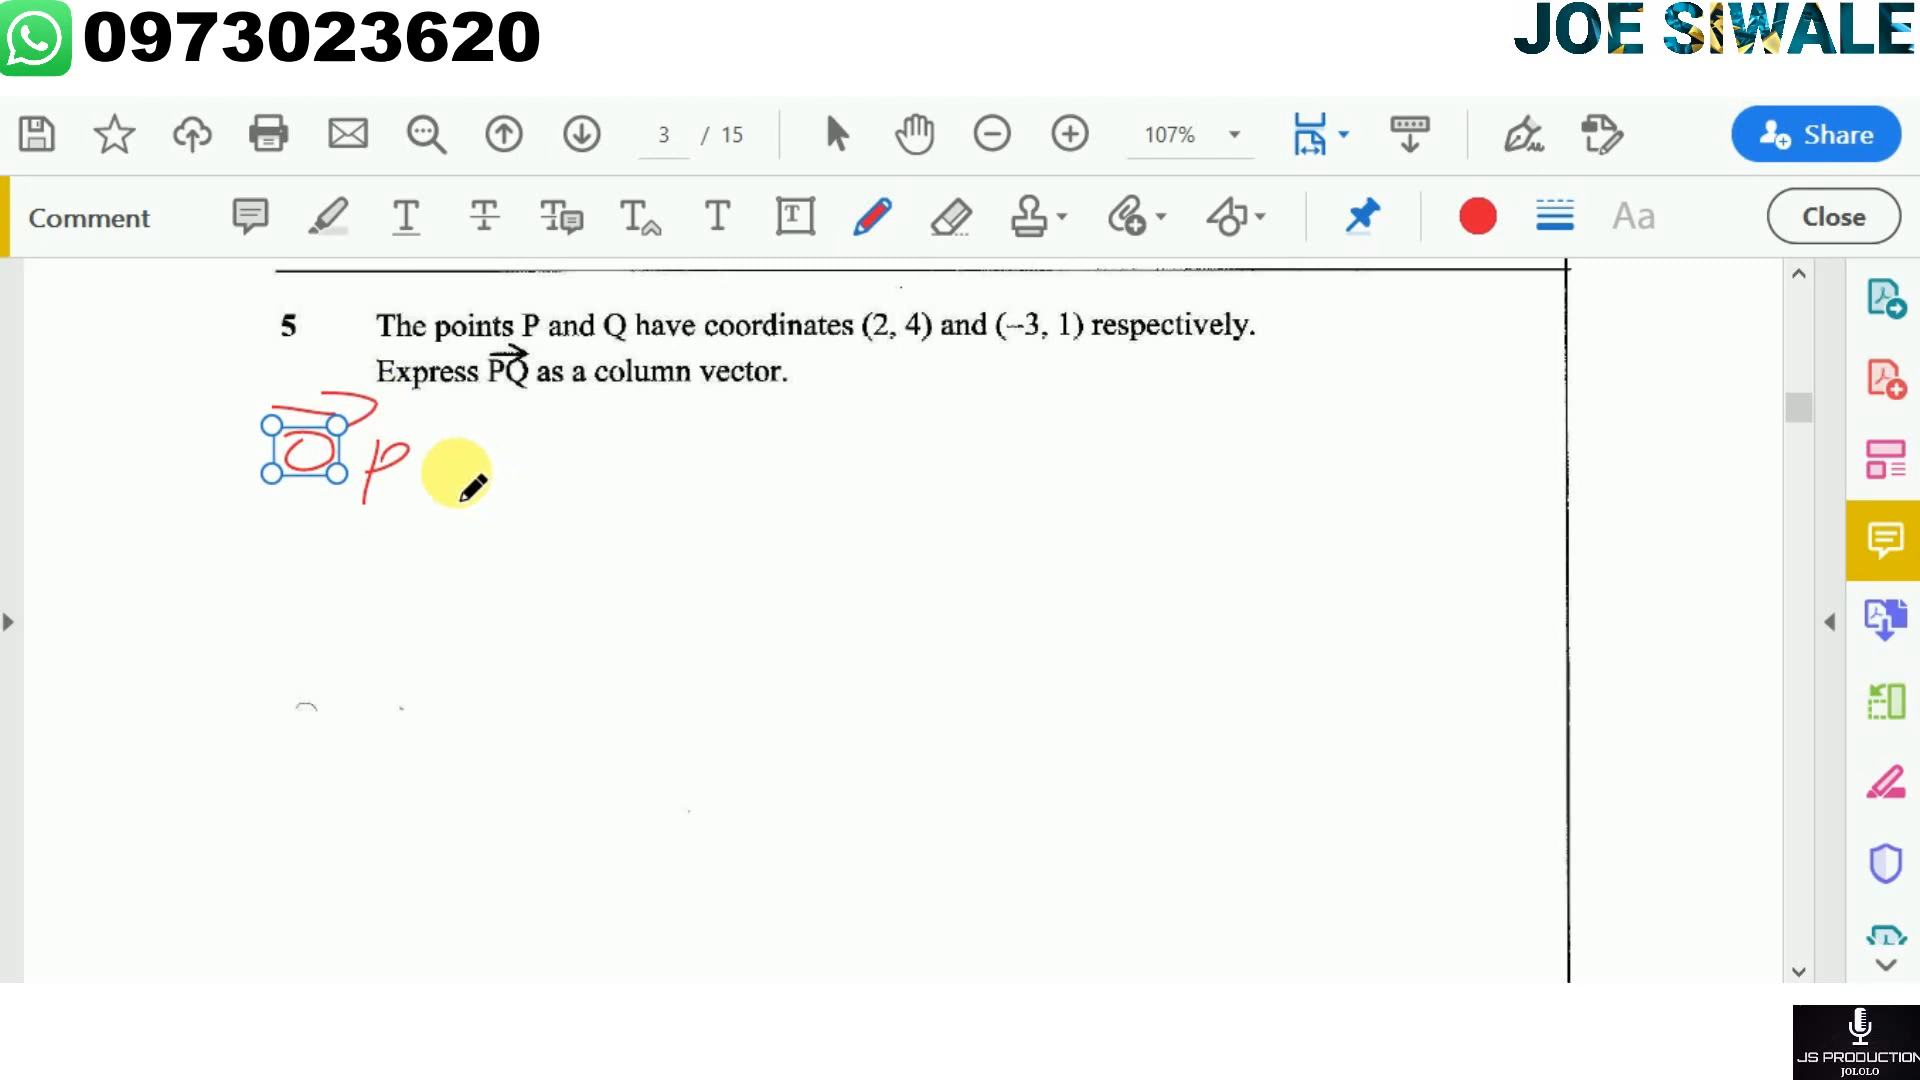 0973023620
JOE SIWALE
3 / 15
107%
Share
Comment
Aa
Close
5 The points P and Q have coordinates (2, 4) and (–3, 1) respectively.
Express PQ as a column vector.
O P
JS PRODUCTION
JOLOLO